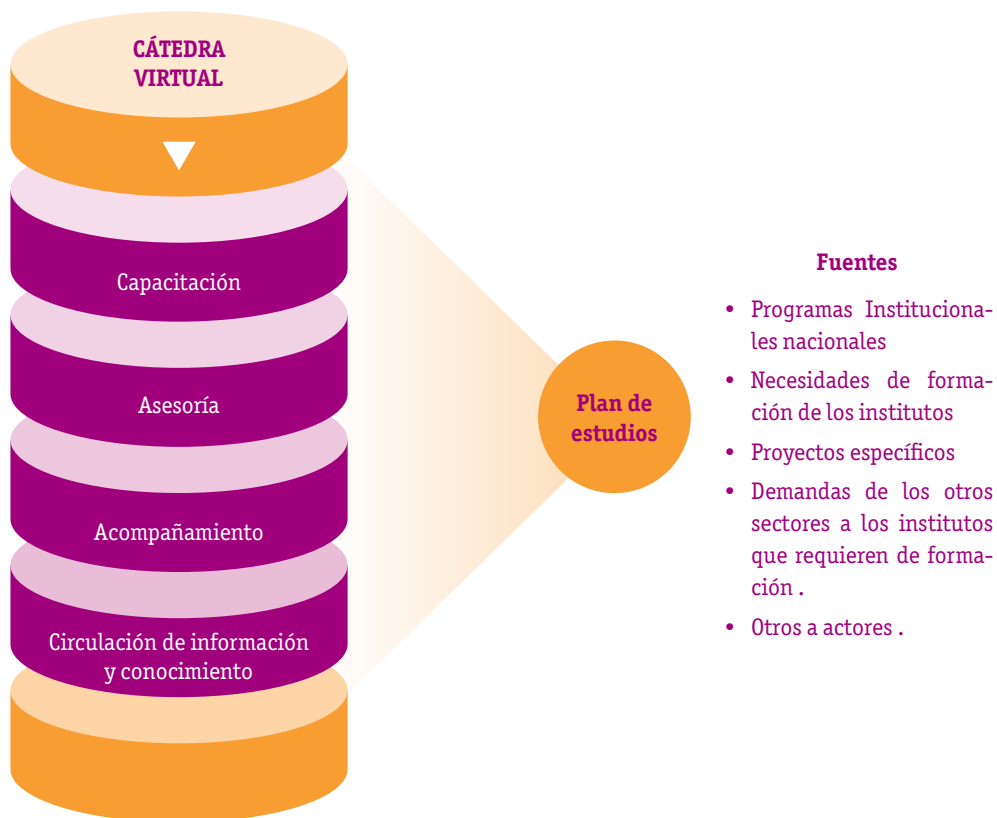 CÁTEDRA
VIRTUAL
Capacitación
Asesoría
Acompañamiento
Circulación de información
y conocimiento
Plan de
estudios
Fuentes
• Programas Instituciona-
les nacionales
• Necesidades de forma-
ción de los institutos
• Proyectos específicos
• Demandas de los otros
sectores a los institutos
que requieren de forma-
ción .
• Otros a actores .